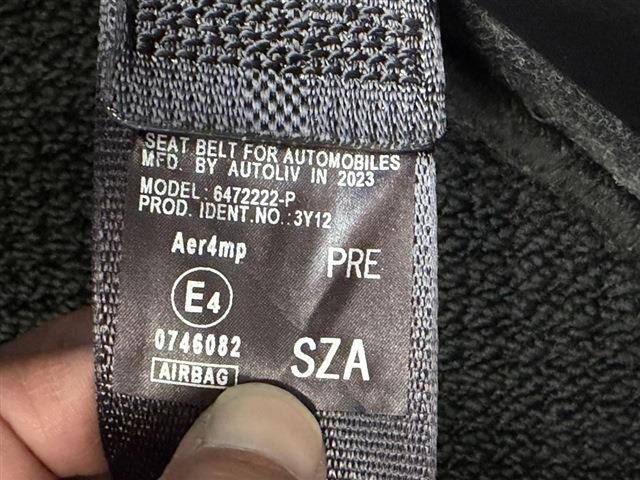 SEAT BELT FOR AUTOMOBILES
MFD. BY AUTOLIV IN 2023
MODEL: 6472222-P
PROD. IDENT.NO.:3Y12
Aer4mp
PRE
E4
0746082
SZA
AIRBAG